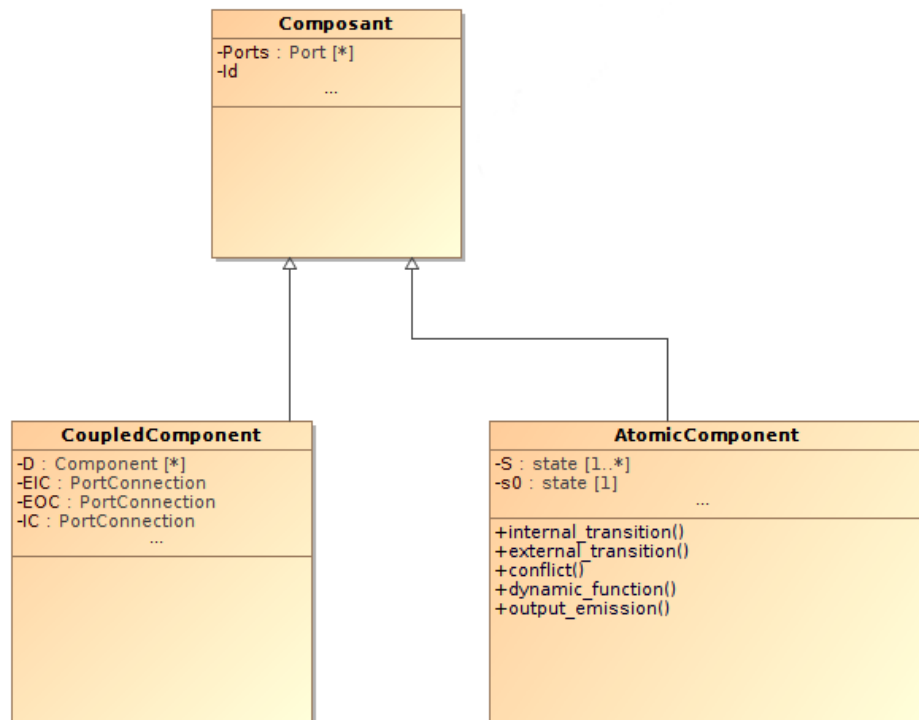 Composant
-Ports : Port [*]
-Id
...
CoupledComponent
-D : Component [*]
-EIC : PortConnection
-EOC : PortConnection
-IC : PortConnection
...
AtomicComponent
-S : state [1..*]
-s0 : state [1]
...
+internal_transition()
+external_transition()
+conflict()
+dynamic_function()
+output_emission()